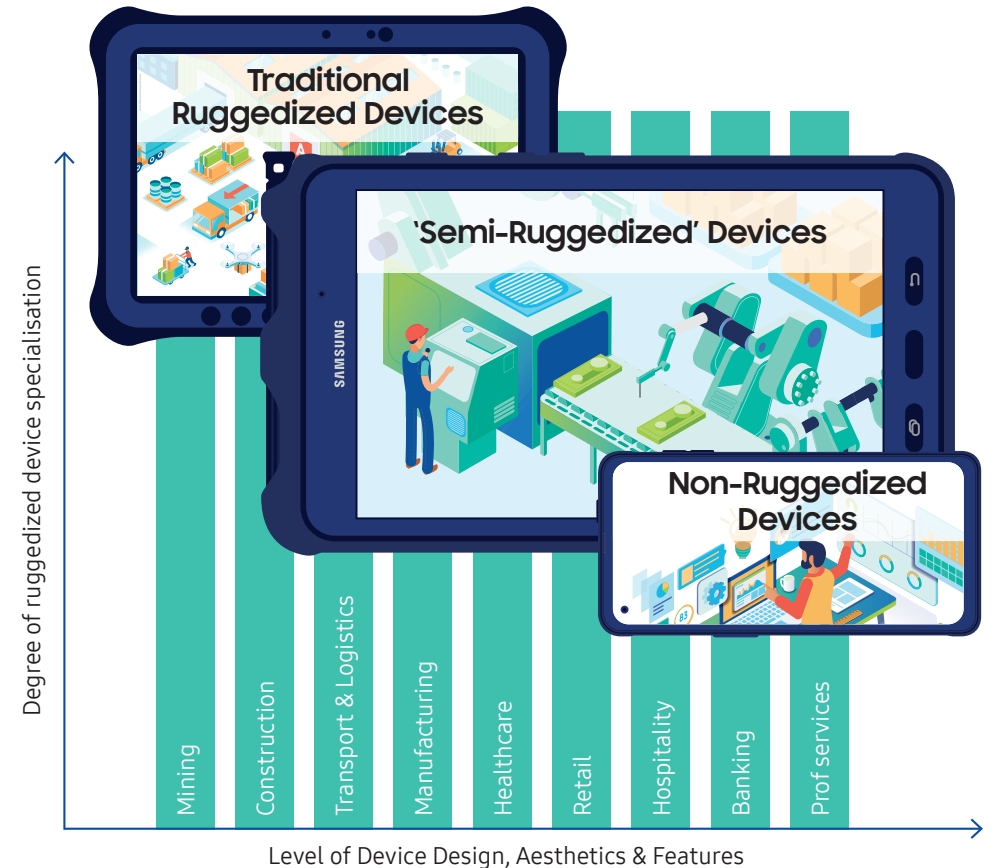 Traditional
Ruggedized Devices
A
'Semi-Ruggedized' Devices
SAMSUNG
Non-Ruggedized
Devices
83
Degree of ruggedized device specialisation
Mining
Construction
Transport & Logistics
Manufacturing
Healthcare
Retail
Hospitality
Banking
Prof services
Level of Device Design, Aesthetics & Features